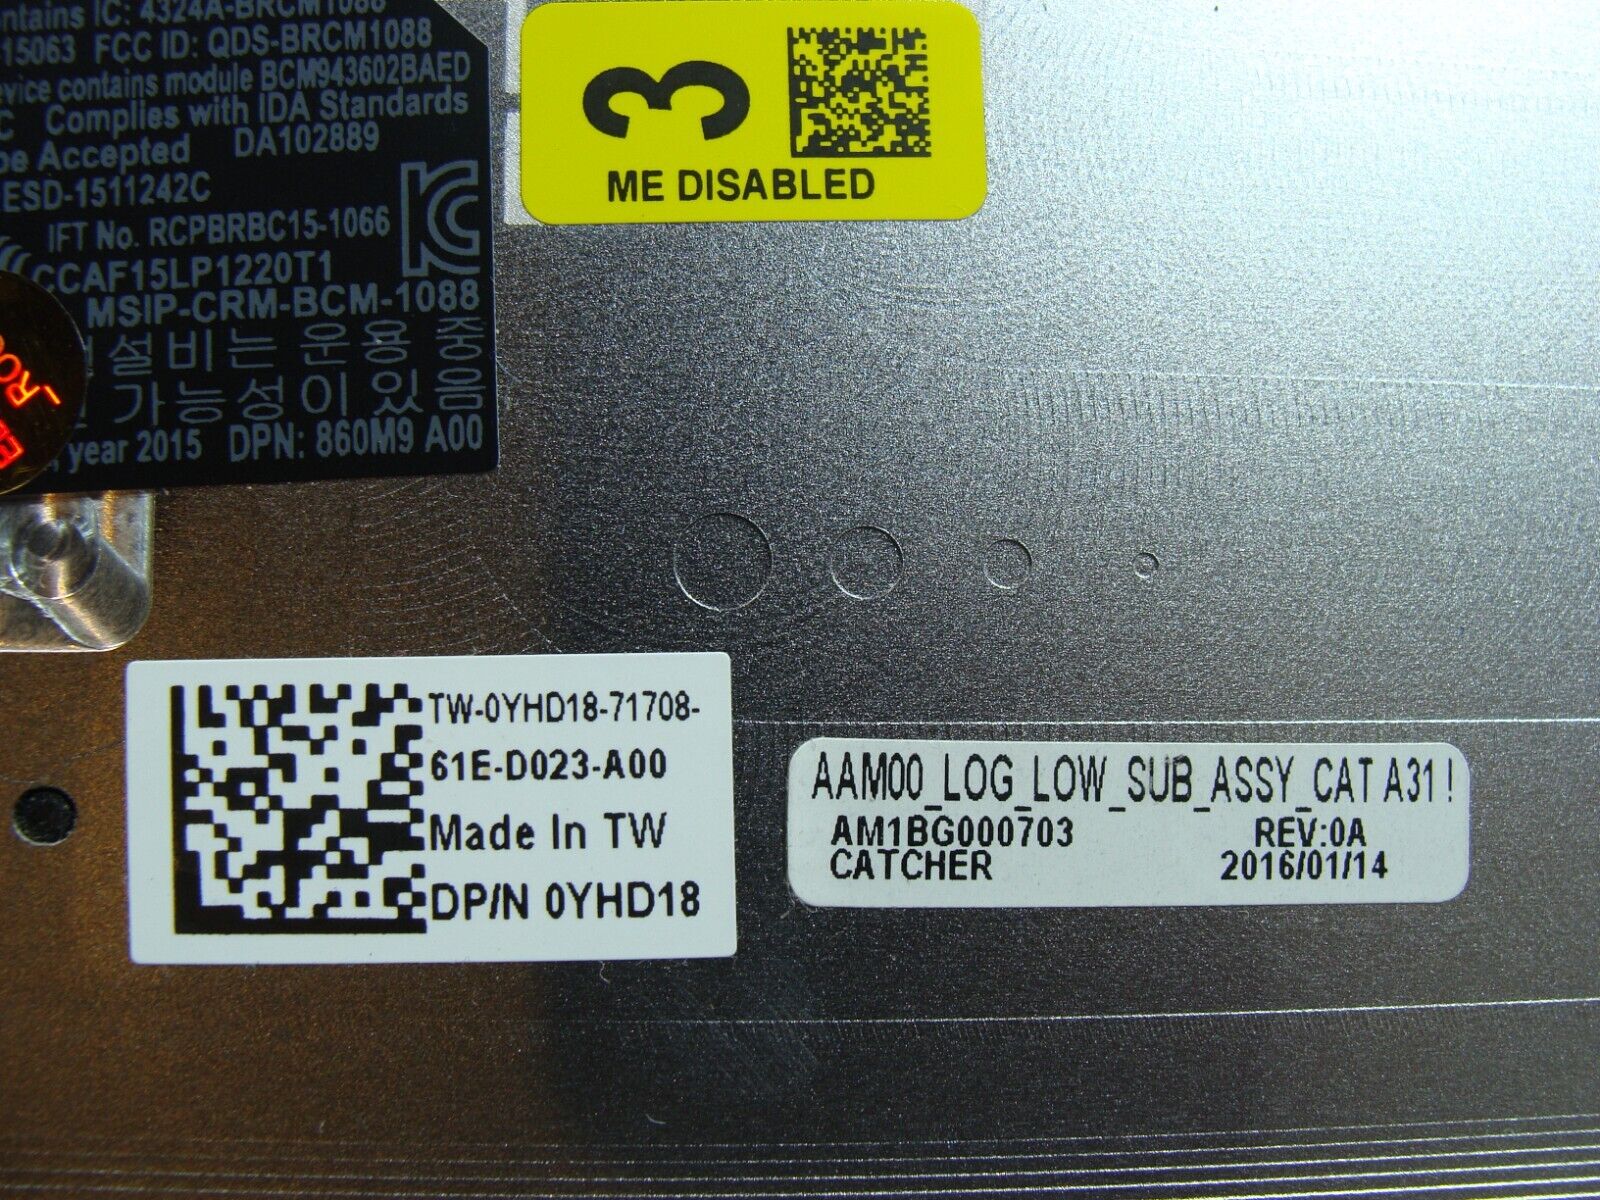 ntains IC: 4324A-BRCM1088
15063 FCC ID: QDS-BRCM1088
evice contains module BCM943602BAED
C Complies with IDA Standards
be Accepted DA102889
ESD-1511242C
IFT No. RCPBRBC15-1066
CCAF15LP1220T1
MSIP-CRM-BCM-1088
설비는 운용 중
가능성이 있음
, year 2015 DPN: 860M9 A00
3
ME DISABLED
TW-0YHD18-71708-
61E-D023-A00
Made In TW
DP/N 0YHD18
AAM00_LOG_LOW_SUB_ASSY_CAT A31!
AM1BG000703 REV:0A
CATCHER 2016/01/14